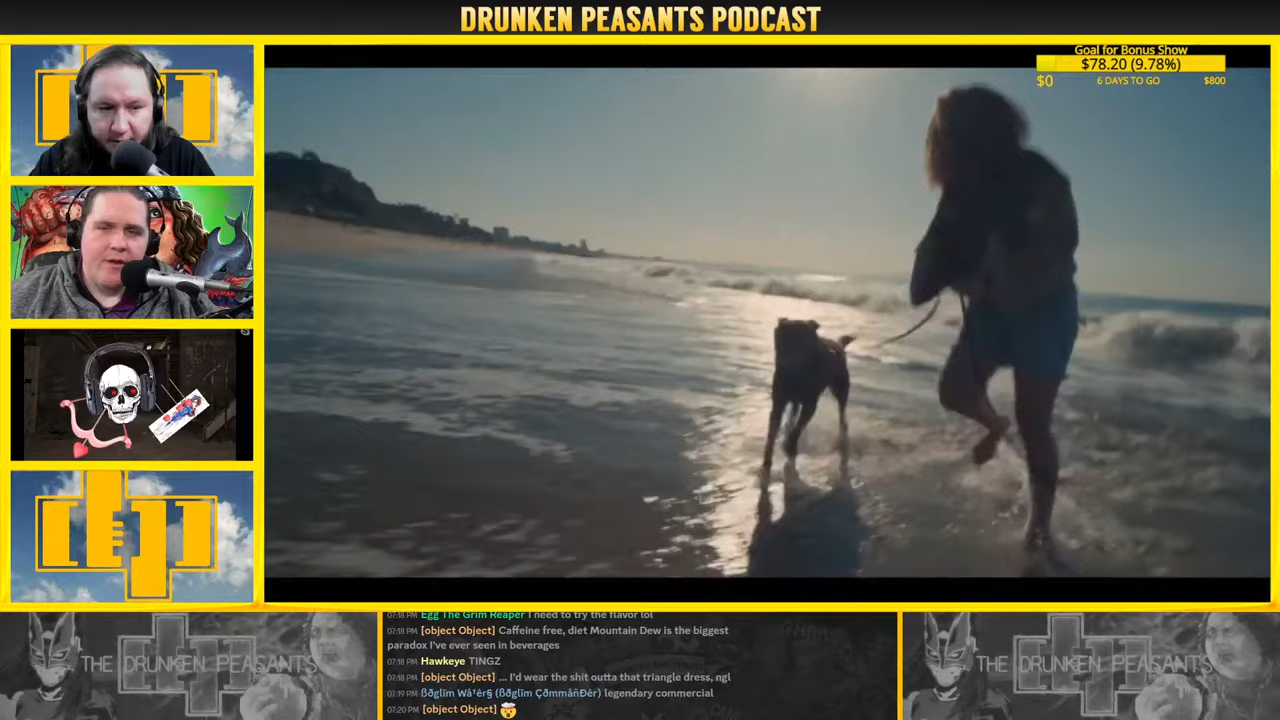 DRUNKEN PEASANTS PODCAST
Goal for Bonus Show
$78.20 (9.78%)
$0 6 DAYS TO GO $800
07:18 PM Egg The Grim Reaper I need to try the flavor lol
07:18 PM [object Object] Caffeine free, diet Mountain Dew is the biggest
paradox I've ever seen in beverages
07:18 PM Hawkeye TINGZ
07:18 PM [object Object] ... I'd wear the shit outta that triangle dress, ngl
legendary commercial
07:19 PM
07:20 PM [object Object] 🤯
THE DRUNKEN PEASANTS
THE DRUNKEN PEASANTS